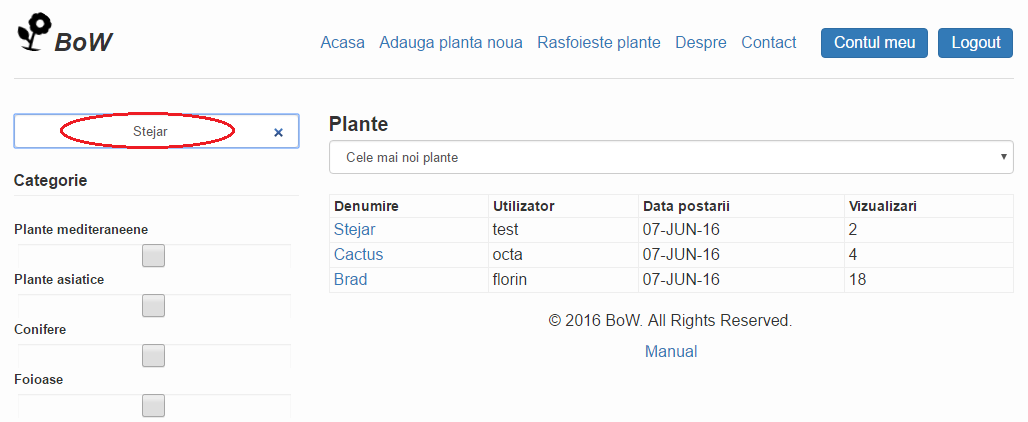 BoW
Acasa Adauga planta noua Rasfoieste plante Despre Contact Contul meu Logout
Stejar ×
Categorie
Plante mediteraneene
Plante asiatice
Conifere
Foioase
Plante
Cele mai noi plante
Denumire Utilizator Data postarii Vizualizari
Stejar test 07-JUN-16 2
Cactus octa 07-JUN-16 4
Brad florin 07-JUN-16 18
© 2016 BoW. All Rights Reserved.
Manual